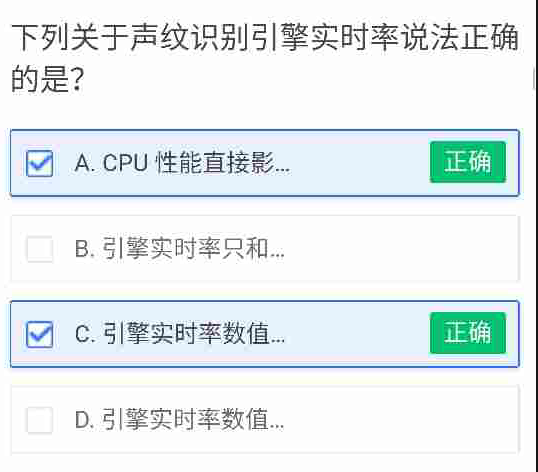 下列关于声纹识别引擎实时率说法正确
的是？
A. CPU 性能直接影... 正确
B. 引擎实时率只和...
C. 引擎实时率数值... 正确
D. 引擎实时率数值...